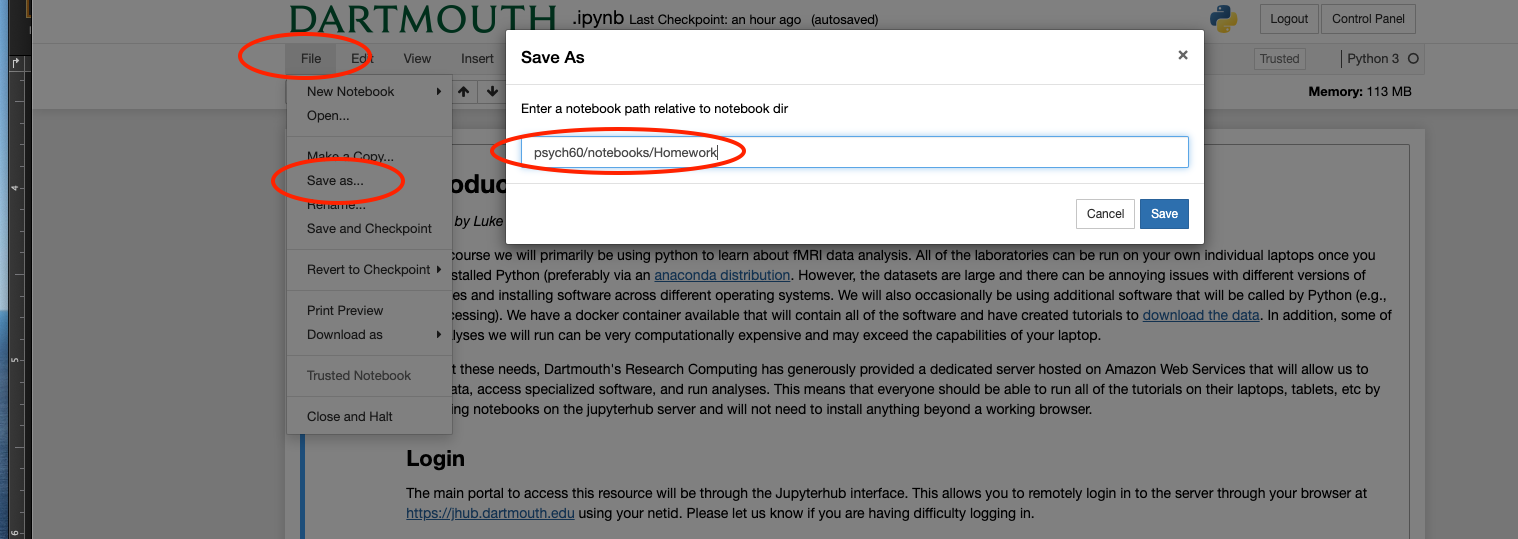 DARTMOUTH .ipynb Last Checkpoint: an hour ago (autosaved) Logout Control Panel
File Edit View Insert Trusted Python 3
Memory: 113 MB
New Notebook
Open...
Make a Copy...
Save as...
Rename...
Save and Checkpoint
Revert to Checkpoint
Print Preview
Download as
Trusted Notebook
Close and Halt
Save As ×
Enter a notebook path relative to notebook dir
psych60/notebooks/Homework
Cancel Save
oduc
by Luke
course we will primarily be using python to learn about fMRI data analysis. All of the laboratories can be run on your own individual laptops once you
stalled Python (preferably via an anaconda distribution. However, the datasets are large and there can be annoying issues with different versions of
es and installing software across different operating systems. We will also occasionally be using additional software that will be called by Python (e.g.,
cessing). We have a docker container available that will contain all of the software and have created tutorials to download the data. In addition, some of
lyses we will run can be very computationally expensive and may exceed the capabilities of your laptop.
t these needs, Dartmouth's Research Computing has generously provided a dedicated server hosted on Amazon Web Services that will allow us to
ata, access specialized software, and run analyses. This means that everyone should be able to run all of the tutorials on their laptops, tablets, etc by
ing notebooks on the jupyterhub server and will not need to install anything beyond a working browser.
Login
The main portal to access this resource will be through the Jupyterhub interface. This allows you to remotely login in to the server through your browser at
https://jhub.dartmouth.edu using your netid. Please let us know if you are having difficulty logging in.
4
5
6